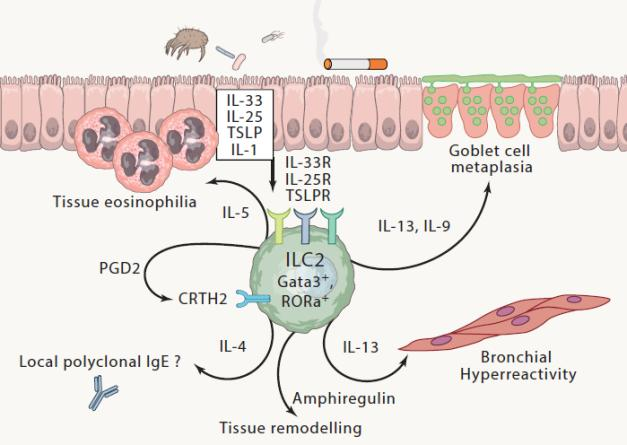 IL-33
IL-25
TSLP
IL-1
IL-33R
IL-25R
TSLPR
Goblet cell
metaplasia
Tissue eosinophilia
IL-5
IL-13, IL-9
ILC2
Gata3+,
RORa+
PGD2
CRTH2
IL-4
IL-13
Local polyclonal IgE ?
Bronchial
Hyperreactivity
Amphiregulin
Tissue remodelling